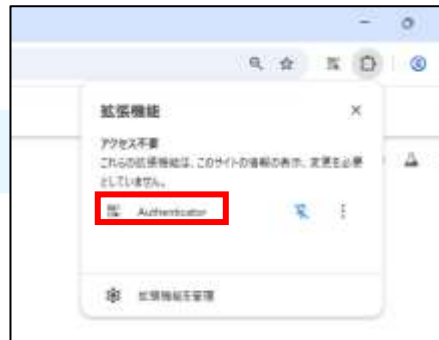 拡張機能
アクセス不要
これらの拡張機能は、このサイトの情報の表示、変更を必要
としていません。
Authenticator
拡張機能を管理